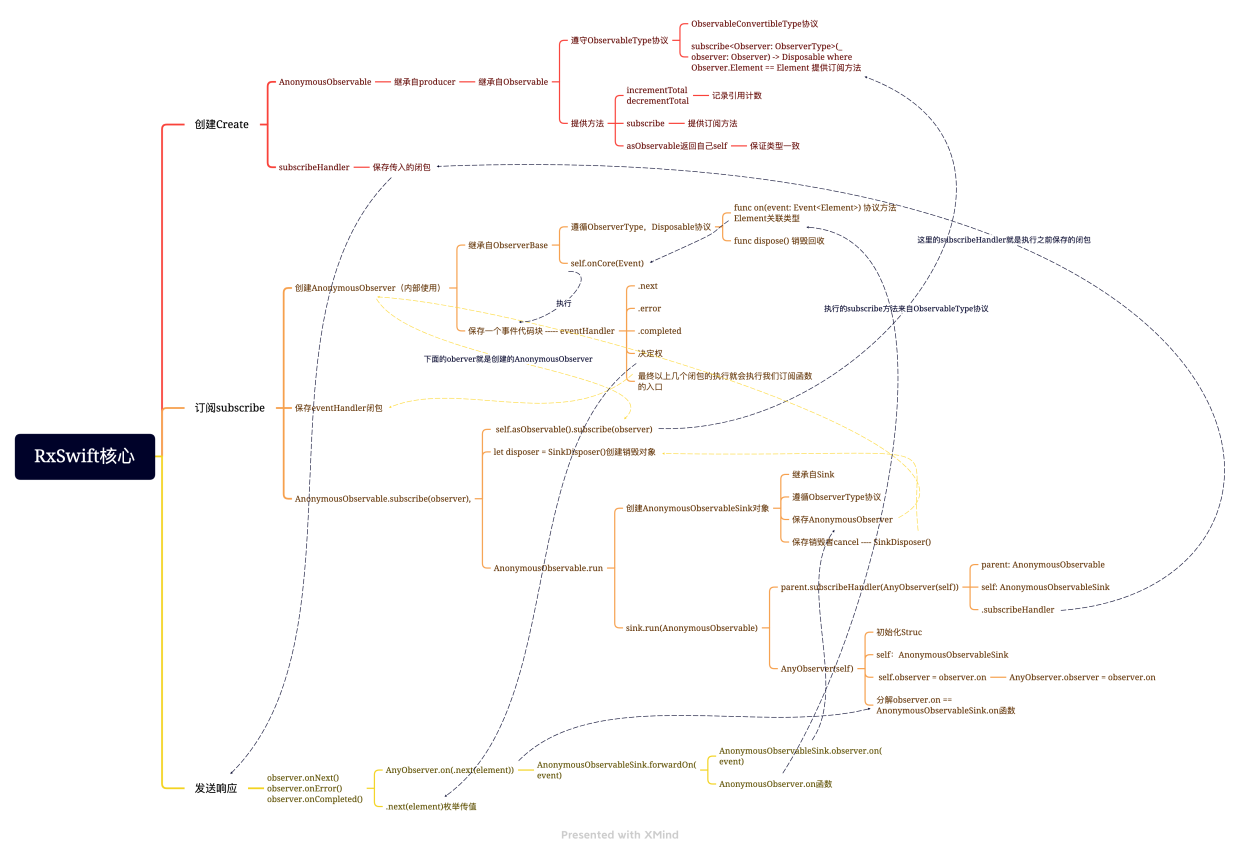 RxSwift核心
创建Create
AnonymousObservable
继承自producer
继承自Observable
遵守ObservableType协议
ObservableConvertibleType协议
subscribe<Observer: ObserverType>(_
observer: Observer) -> Disposable where
Observer.Element == Element 提供订阅方法
提供方法
incrementTotal
decrementTotal
记录引用计数
subscribe
提供订阅方法
asObservable返回自己self
保证类型一致
subscribeHandler
保存传入的闭包
订阅subscribe
创建AnonymousObserver（内部使用）
继承自ObserverBase
遵循ObserverType，Disposable协议
func on(event: Event<Element>) 协议方法
Element关联类型
func dispose() 销毁回收
self.onCore(Event)
执行
保存一个事件代码块 ---- eventHandler
.next
.error
.completed
决定权
最终以上几个闭包的执行就会执行我们订阅函数
的入口
这里的subscribeHandler就是执行之前保存的闭包
执行的subscribe方法来自ObservableType协议
下面的oberver就是创建的AnonymousObserver
保存eventHandler闭包
AnonymousObservable.subscribe(observer),
self.asObservable().subscribe(observer)
let disposer = SinkDisposer()创建销毁对象
AnonymousObservable.run
创建AnonymousObservableSink对象
继承自Sink
遵循ObserverType协议
保存AnonymousObserver
保存销毁者cancel ---- SinkDisposer()
sink.run(AnonymousObservable)
parent.subscribeHandler(AnyObserver(self))
parent: AnonymousObservable
self: AnonymousObservableSink
.subscribeHandler
AnyObserver(self)
初始化Struc
self：AnonymousObservableSink
self.observer = observer.on
AnyObserver.observer = observer.on
分解observer.on ==
AnonymousObservableSink.on函数
发送响应
observer.onNext()
observer.onError()
observer.onCompleted()
AnyObserver.on(.next(element))
AnonymousObservableSink.forwardOn(
event)
AnonymousObservableSink.observer.on(
event)
AnonymousObserver.on函数
.next(element)枚举传值
Presented with XMind